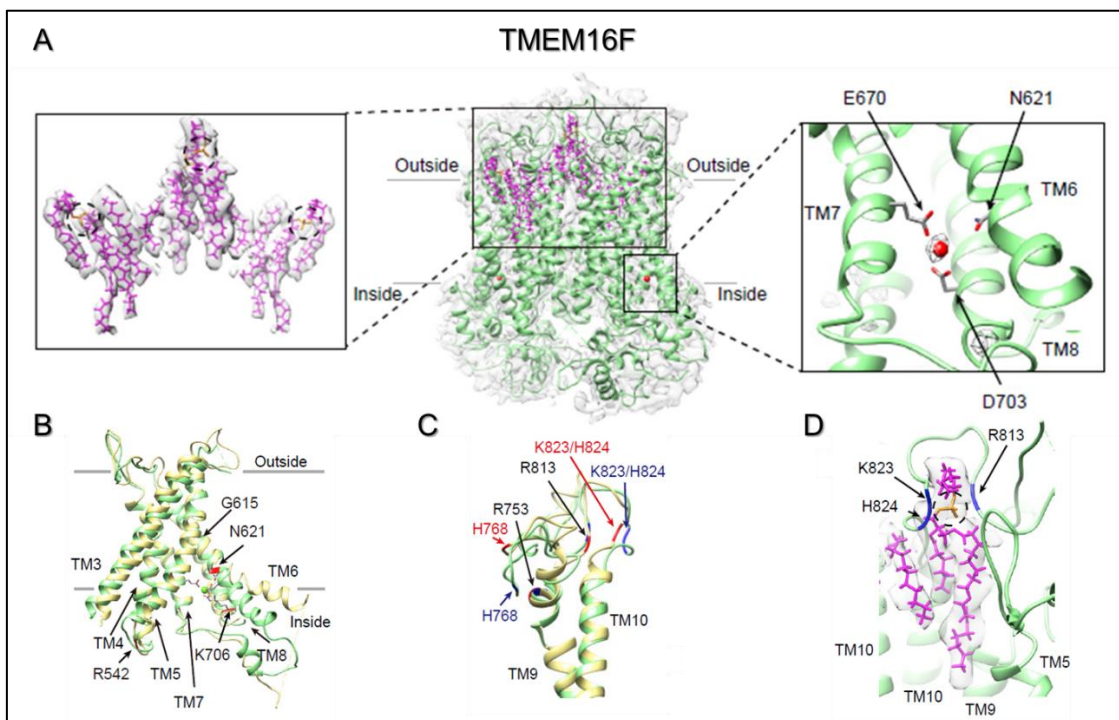 A
TMEM16F
Outside
Outside
Inside
Inside
E670
N621
TM7
TM6
TM8
D703
B
Outside
G615
N621
TM3
TM6
Inside
TM4
R542
TM5
K706
TM8
TM7
C
K823/H824
R813
K823/H824
R753
H768
H768
TM10
TM9
D
R813
K823
H824
TM10
TM5
TM10
TM9